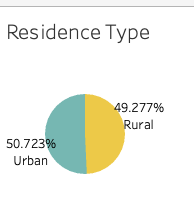 Residence Type
49.277%
Rural
50.723%
Urban